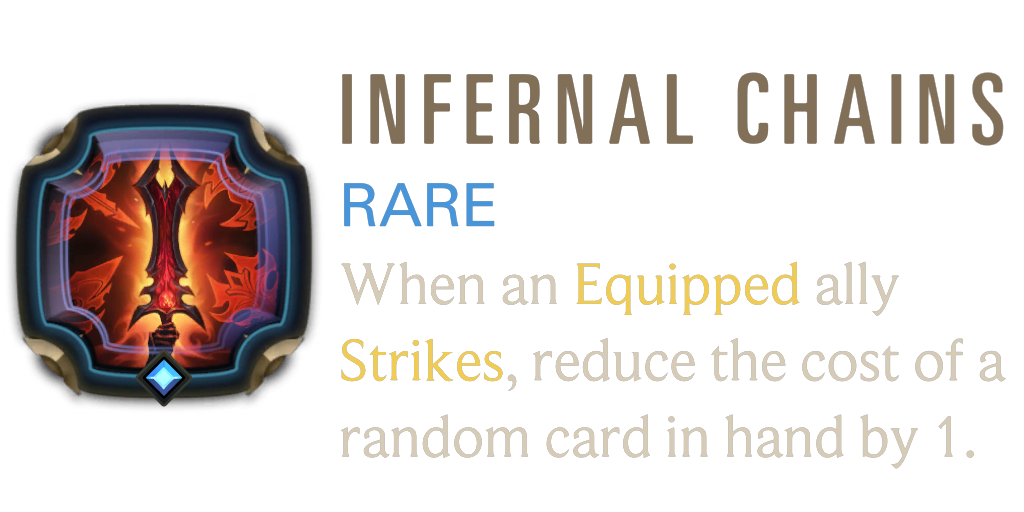 INFERNAL CHAINS
RARE
When an Equipped ally
Strikes, reduce the cost of a
random card in hand by 1.